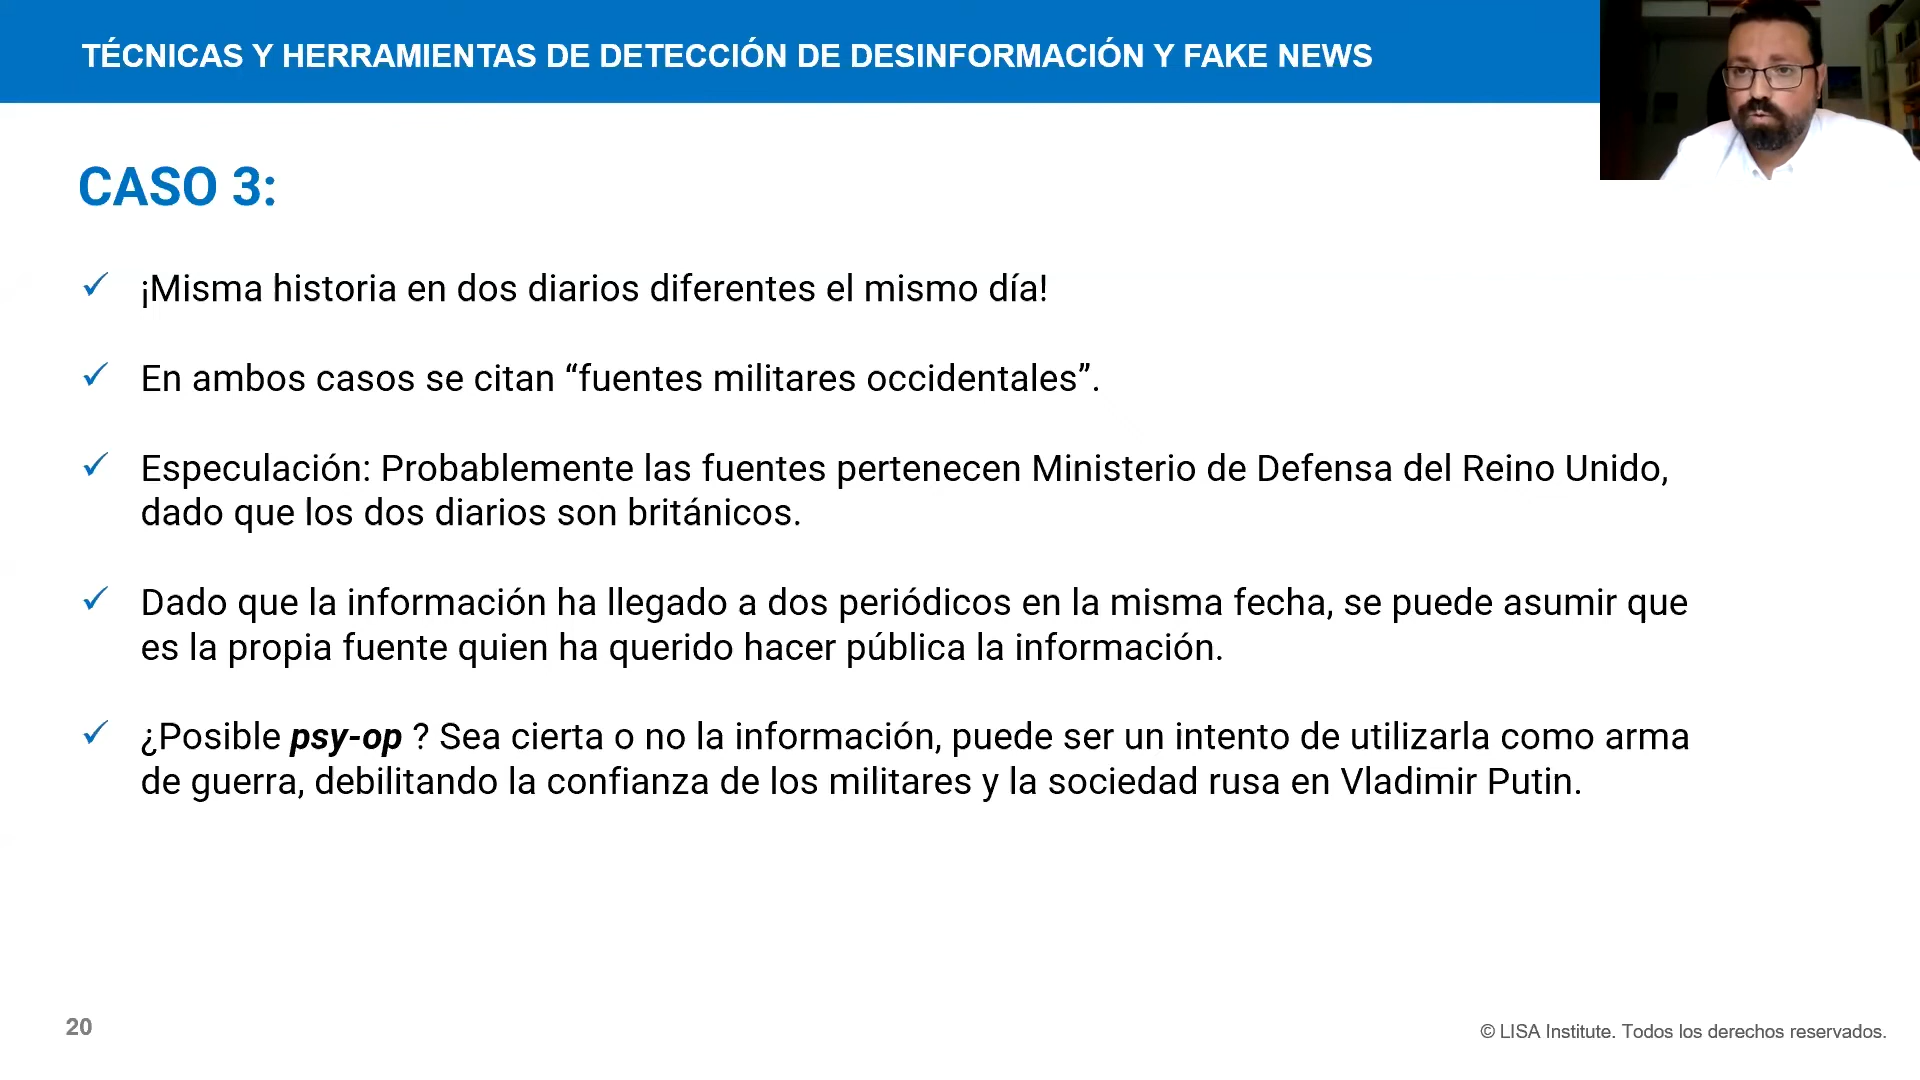 TÉCNICAS Y HERRAMIENTAS DE DETECCIÓN DE DESINFORMACIÓN Y FAKE NEWS
CASO 3:
✓ ¡Misma historia en dos diarios diferentes el mismo día!
✓ En ambos casos se citan “fuentes militares occidentales”.
✓ Especulación: Probablemente las fuentes pertenecen Ministerio de Defensa del Reino Unido,
dado que los dos diarios son británicos.
✓ Dado que la información ha llegado a dos periódicos en la misma fecha, se puede asumir que
es la propia fuente quien ha querido hacer pública la información.
✓ ¿Posible psy-op ? Sea cierta o no la información, puede ser un intento de utilizarla como arma
de guerra, debilitando la confianza de los militares y la sociedad rusa en Vladimir Putin.
20
© LISA Institute. Todos los derechos reservados.